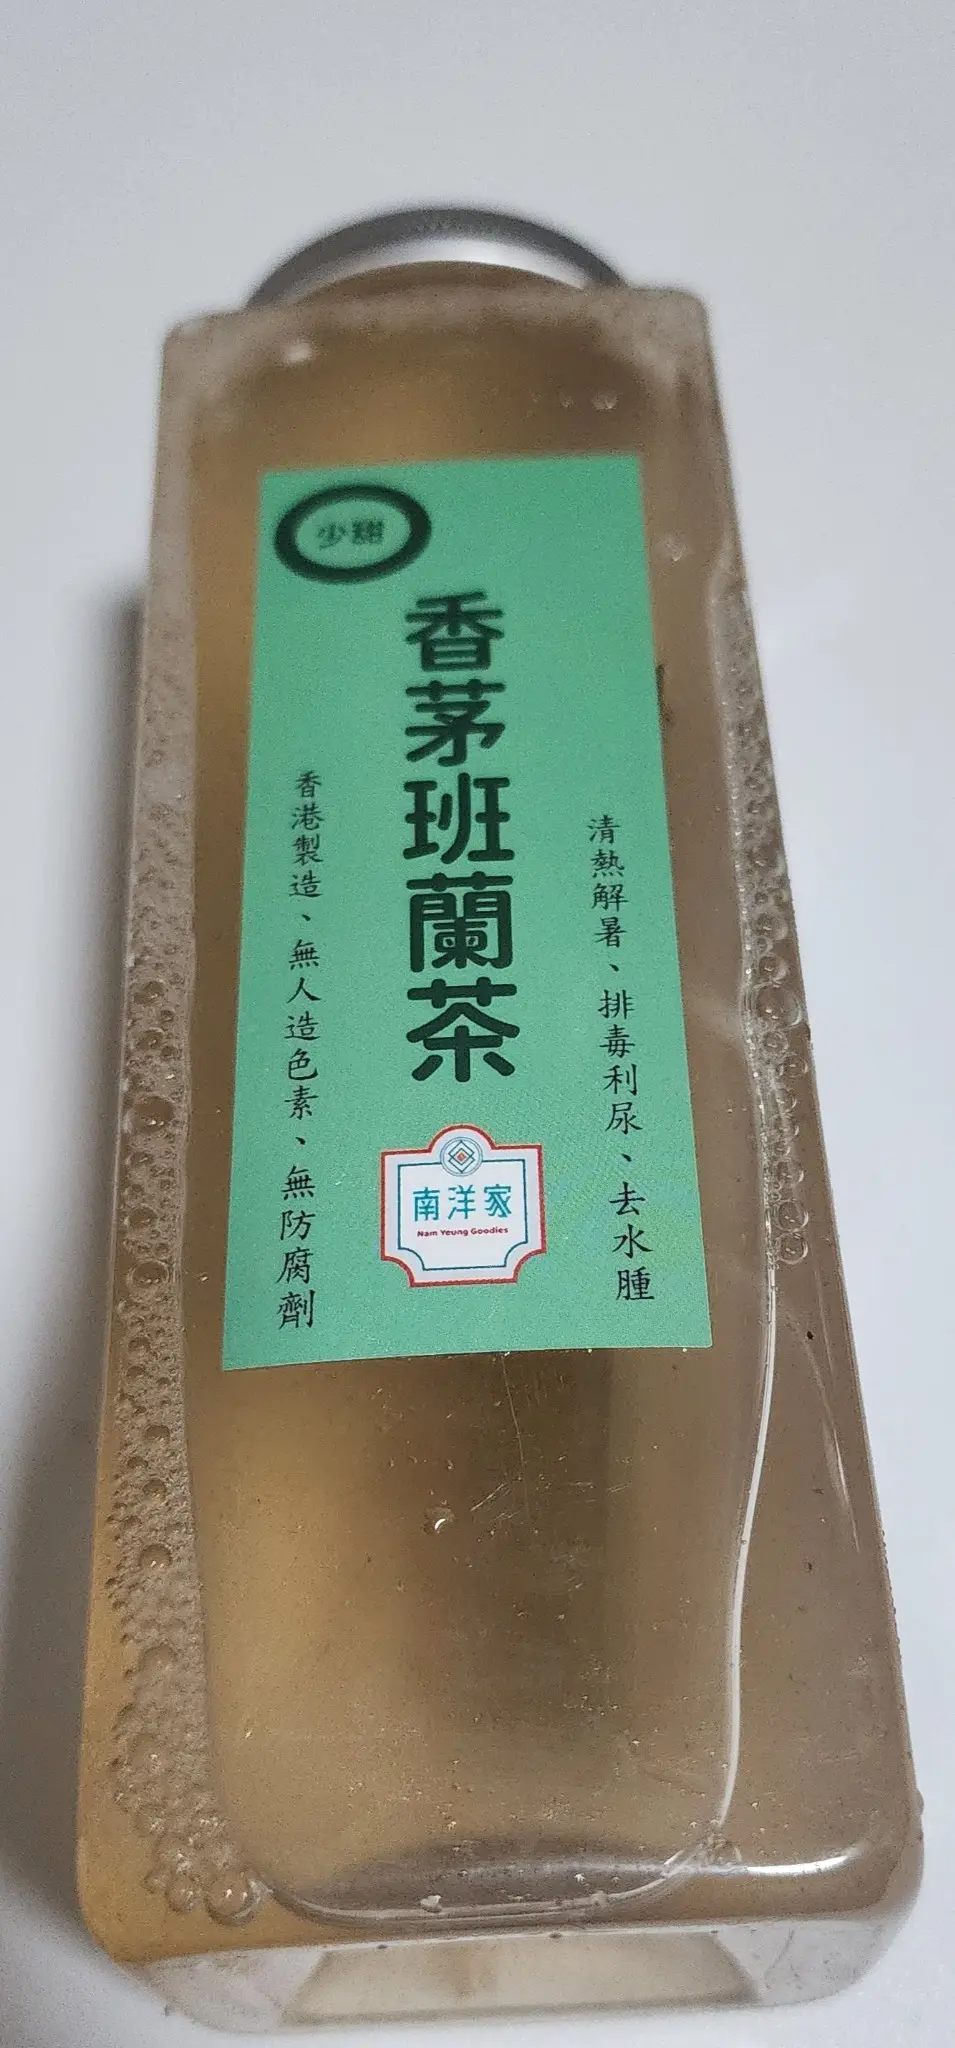 少甜
香茅班蘭茶
清熱解暑、排毒利尿、去水腫
香港製造、無人造色素、無防腐劑
南洋家
Nam Yeung Goodies